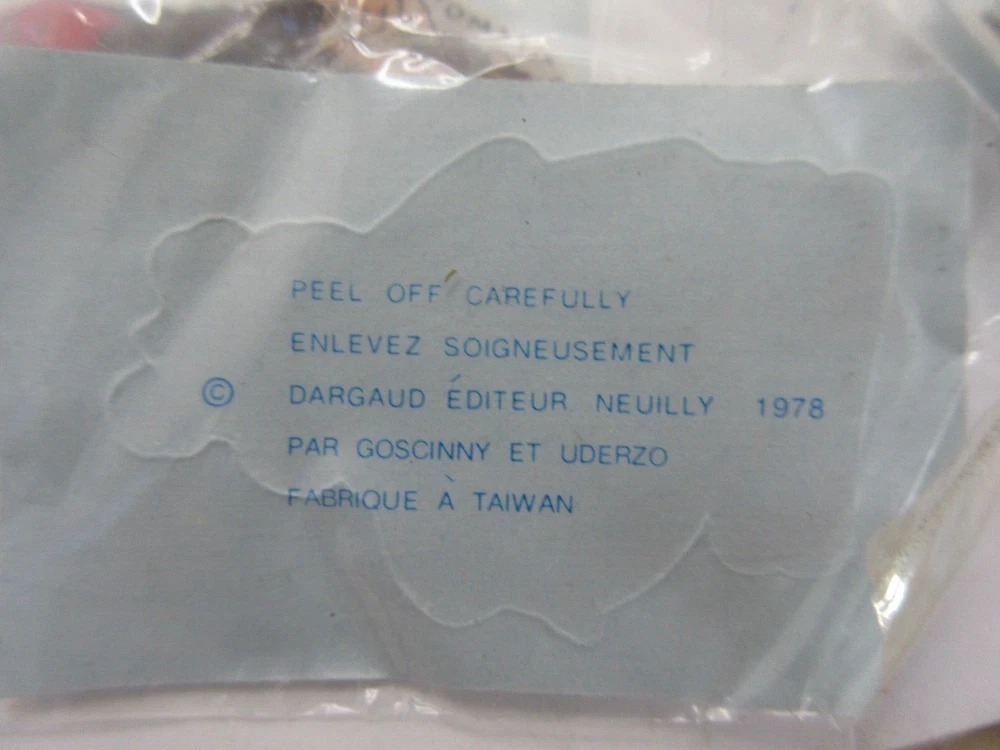 PEEL OFF CAREFULLY
ENLEVEZ SOIGNEUSEMENT
© DARGAUD ÉDITEUR NEUILLY 1978
PAR GOSCINNY ET UDERZO
FABRIQUE À TAIWAN